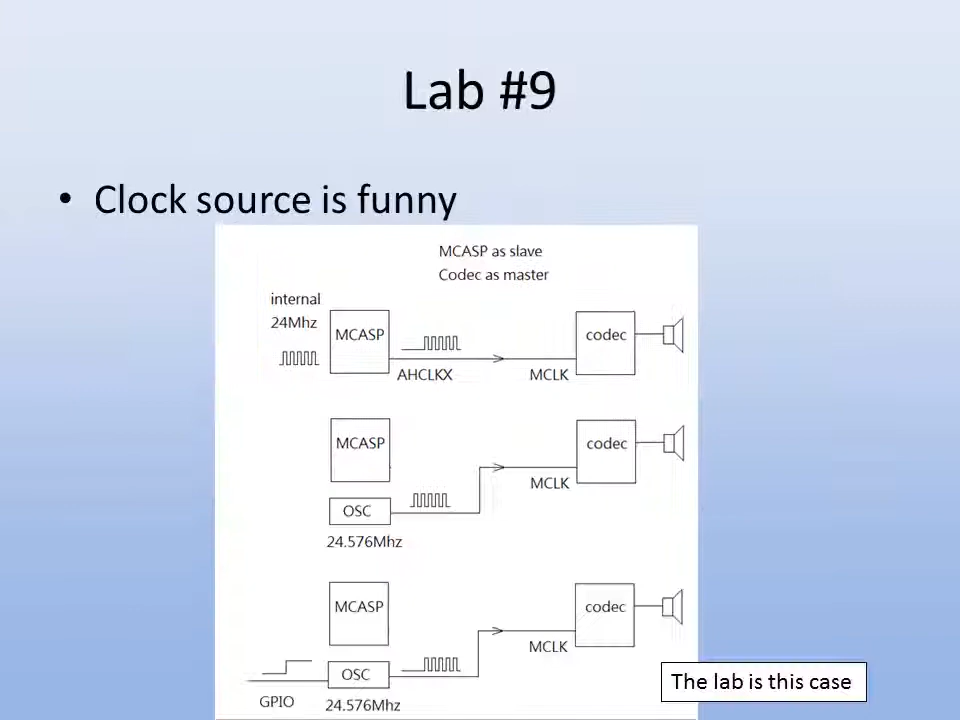 Lab #9
• Clock source is funny
MCASP as slave
Codec as master
internal
24Mhz
MCASP
codec
AHCLKX
MCLK
MCASP
codec
MCLK
OSC
24.576Mhz
MCASP
codec
MCLK
OSC
GPIO
24.576Mhz
The lab is this case